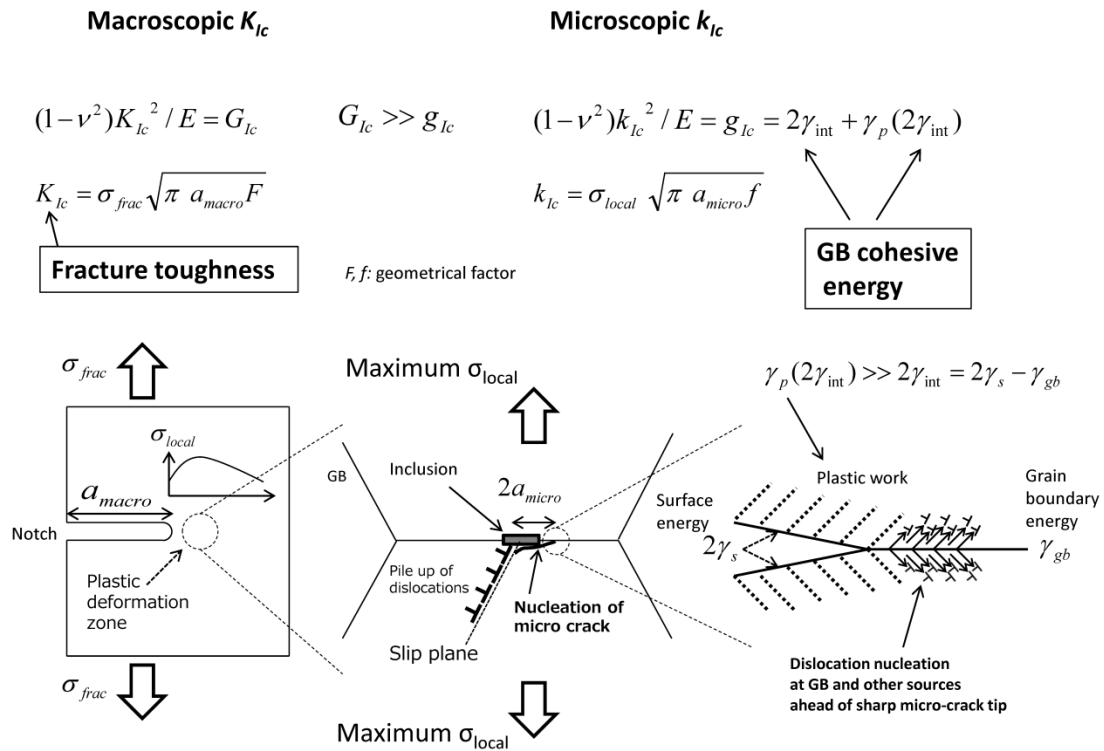 Macroscopic K_Ic
Microscopic k_Ic
(1−ν²)K_Ic² / E = G_Ic
G_Ic >> g_Ic
(1−ν²)k_Ic² / E = g_Ic = 2γ_int + γ_p(2γ_int)
K_Ic = σ_frac √(π a_macro F)
k_Ic = σ_local √(π a_micro f)
Fracture toughness
F, f: geometrical factor
GB cohesive
energy
σ_frac
Maximum σ_local
γ_p(2γ_int) >> 2γ_int = 2γ_s − γ_gb
σ_local
a_macro
Notch
Plastic
deformation
zone
σ_frac
GB
Inclusion
2a_micro
Pile up of
dislocations
Nucleation of
micro crack
Slip plane
Maximum σ_local
Plastic work
Surface
energy
2γ_s
Grain
boundary
energy
γ_gb
Dislocation nucleation
at GB and other sources
ahead of sharp micro-crack tip